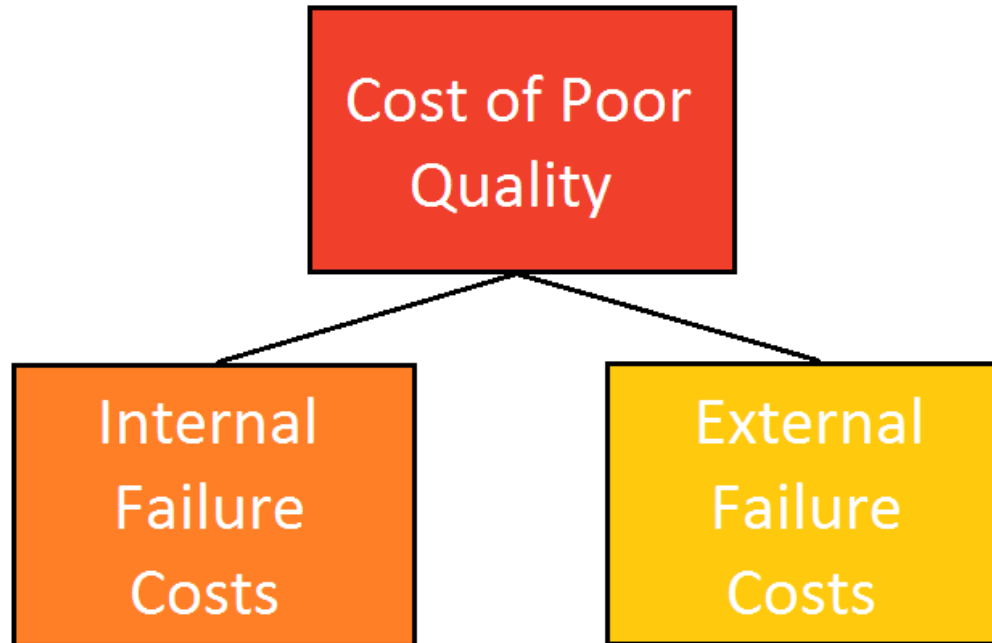 Cost of Poor
Quality
Internal
Failure
Costs
External
Failure
Costs